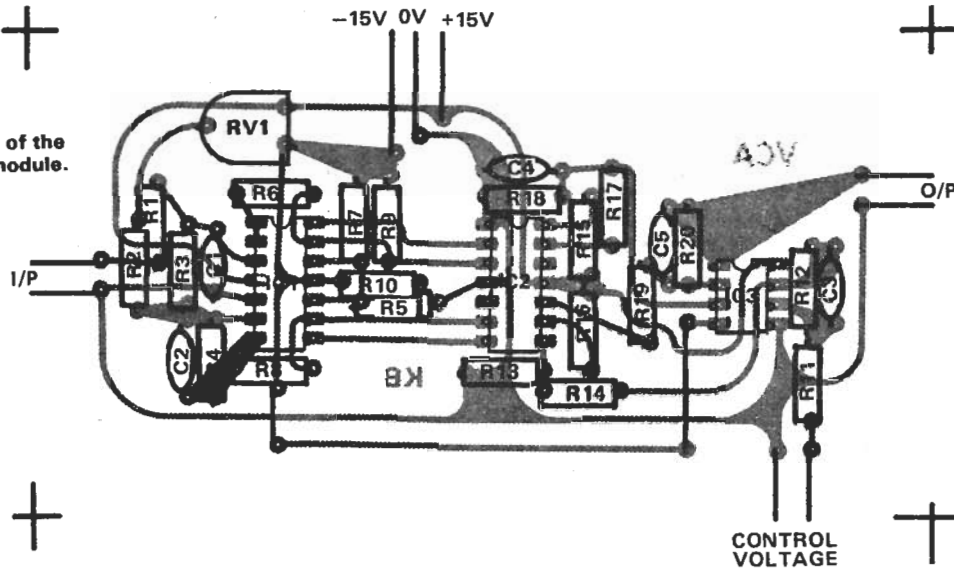 −15V 0V +15V
of the
module.
RV1
VCA
C4
R18
R17
R6
R1
R7
R9
R15
C5
R20
O/P
I/P
R2
R3
C1
R10
R5
C2
R19
R12
C3
C2
R16
R8
KB
R13
R14
R11
CONTROL
VOLTAGE